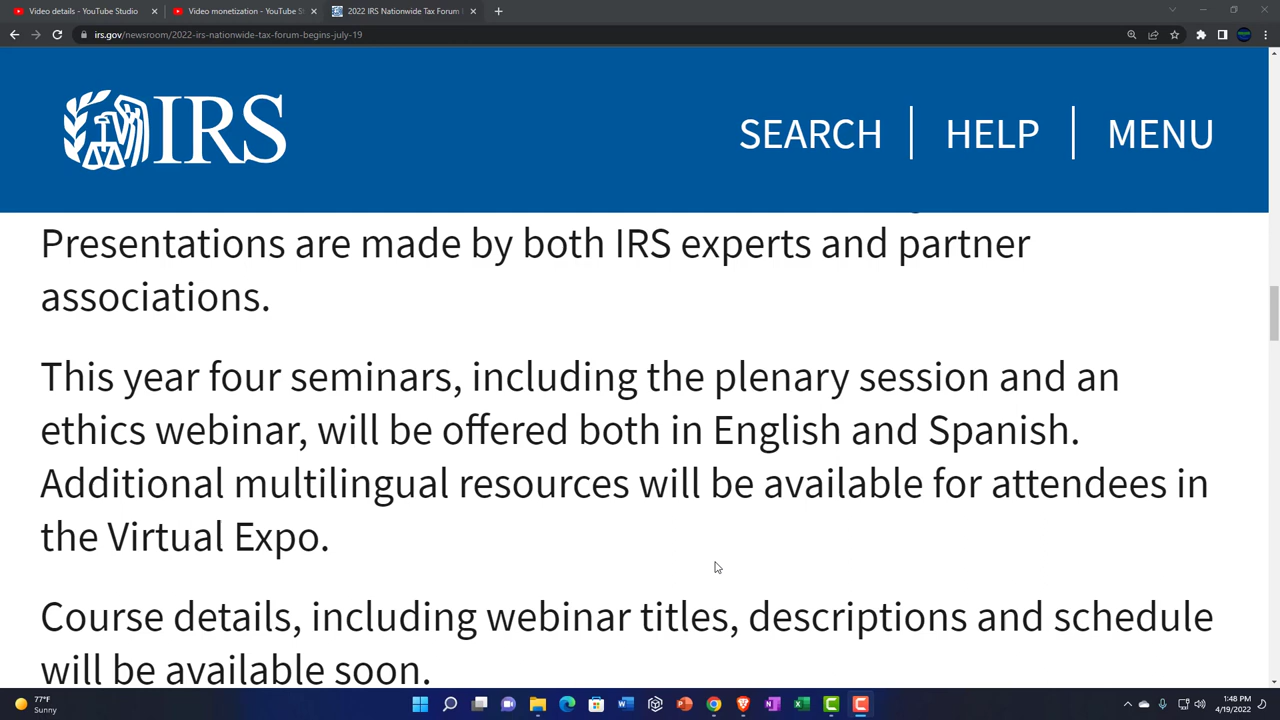 Video details - YouTube Studio
Video monetization - YouTube St
2022 IRS Nationwide Tax Forum
irs.gov/newsroom/2022-irs-nationwide-tax-forum-begins-july-19
IRS
SEARCH
HELP
MENU
Presentations are made by both IRS experts and partner
associations.
This year four seminars, including the plenary session and an
ethics webinar, will be offered both in English and Spanish.
Additional multilingual resources will be available for attendees in
the Virtual Expo.
Course details, including webinar titles, descriptions and schedule
will be available soon.
77°F
Sunny
1:48 PM
4/19/2022